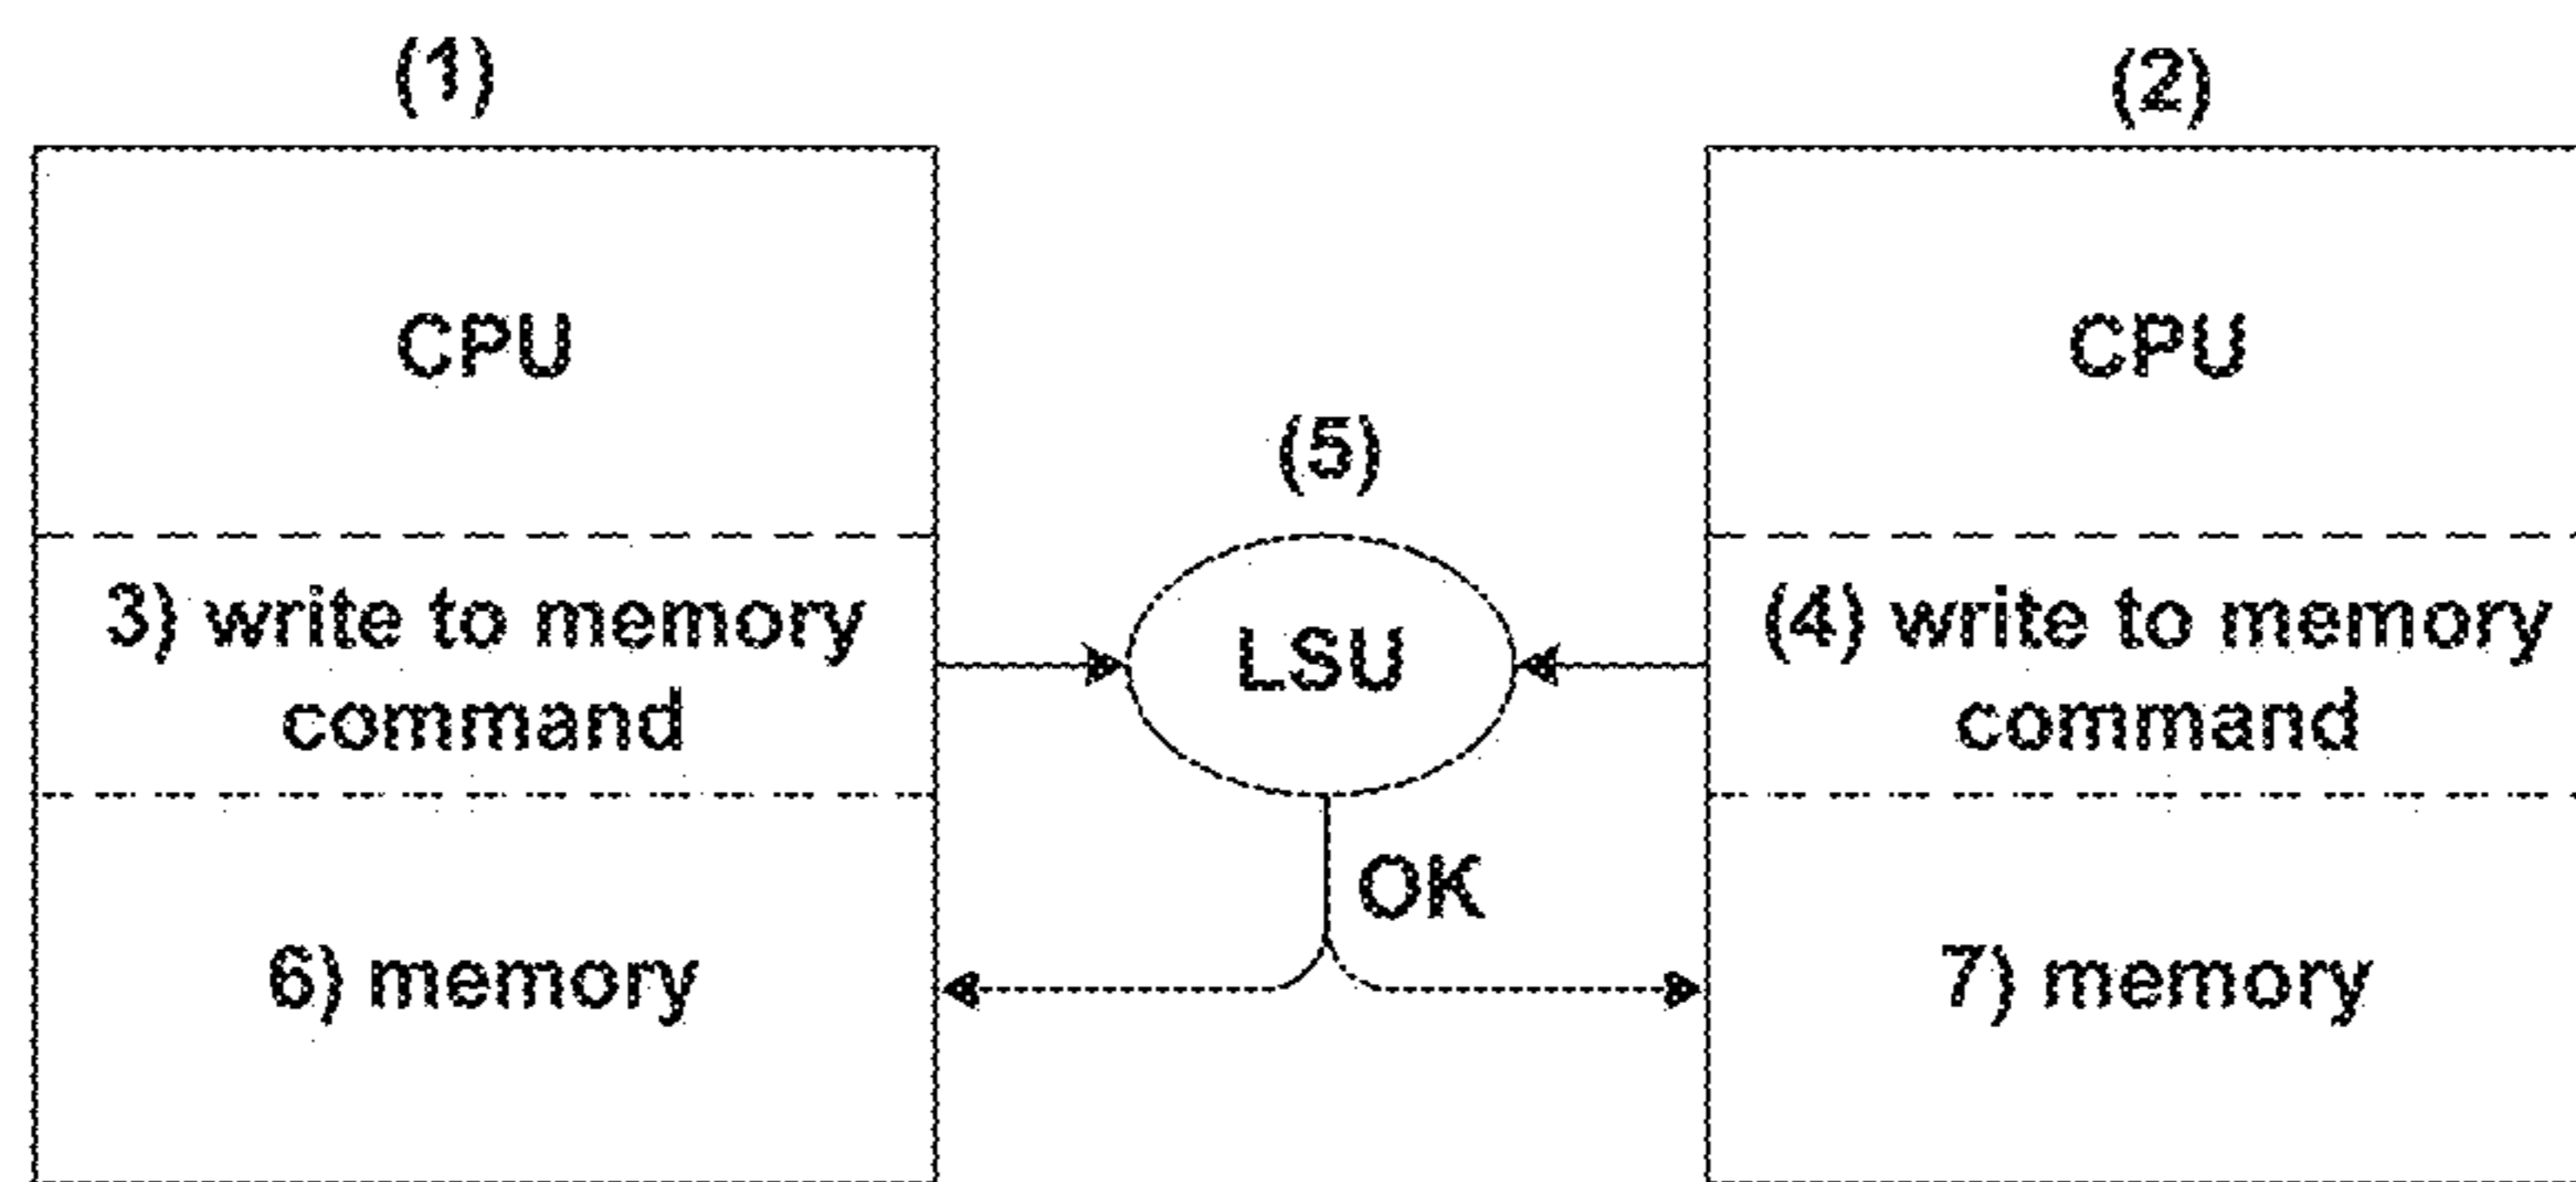 (1)
(2)
CPU
CPU
(5)
3) write to memory
command
LSU
(4) write to memory
command
OK
6) memory
7) memory